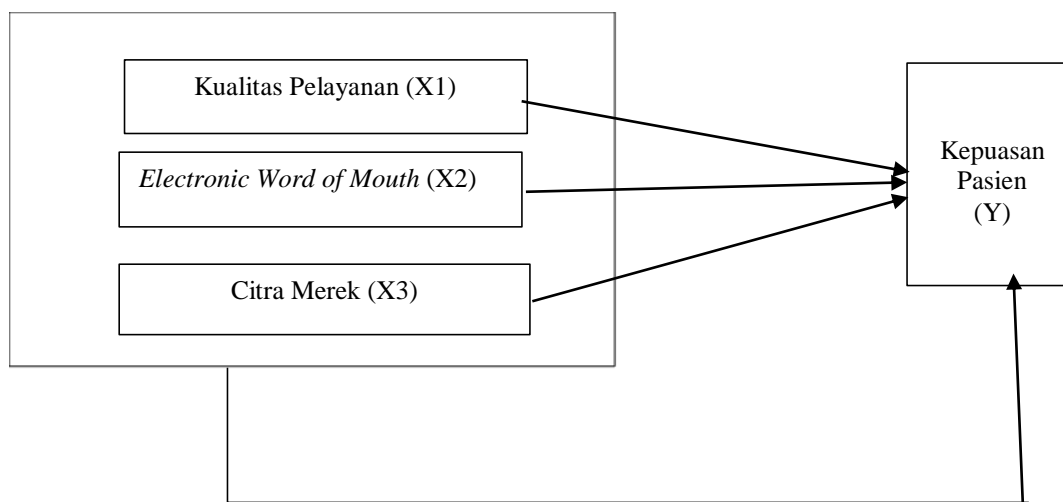 Kualitas Pelayanan (X1)
Electronic Word of Mouth (X2)
Citra Merek (X3)
Kepuasan
Pasien
(Y)